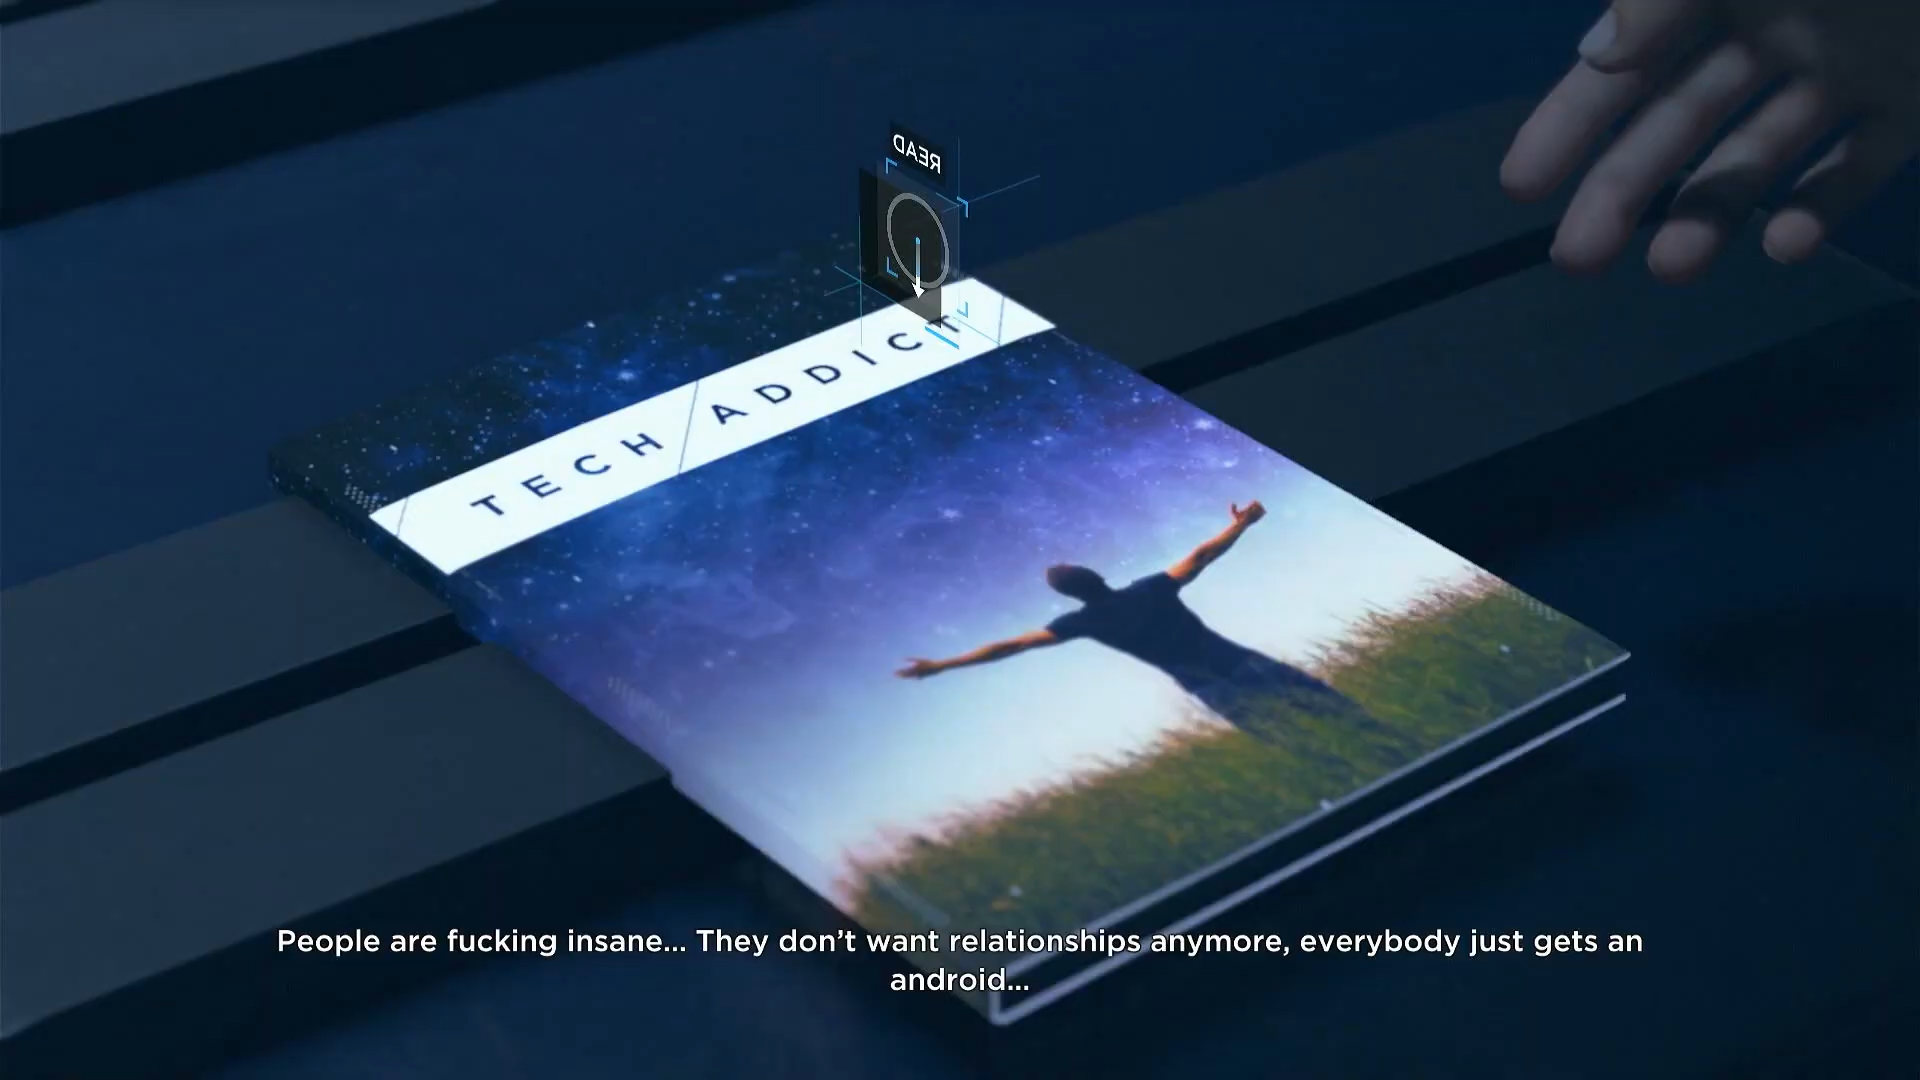 READ
TECH ADDICT
People are fucking insane... They don't want relationships anymore, everybody just gets an
android...